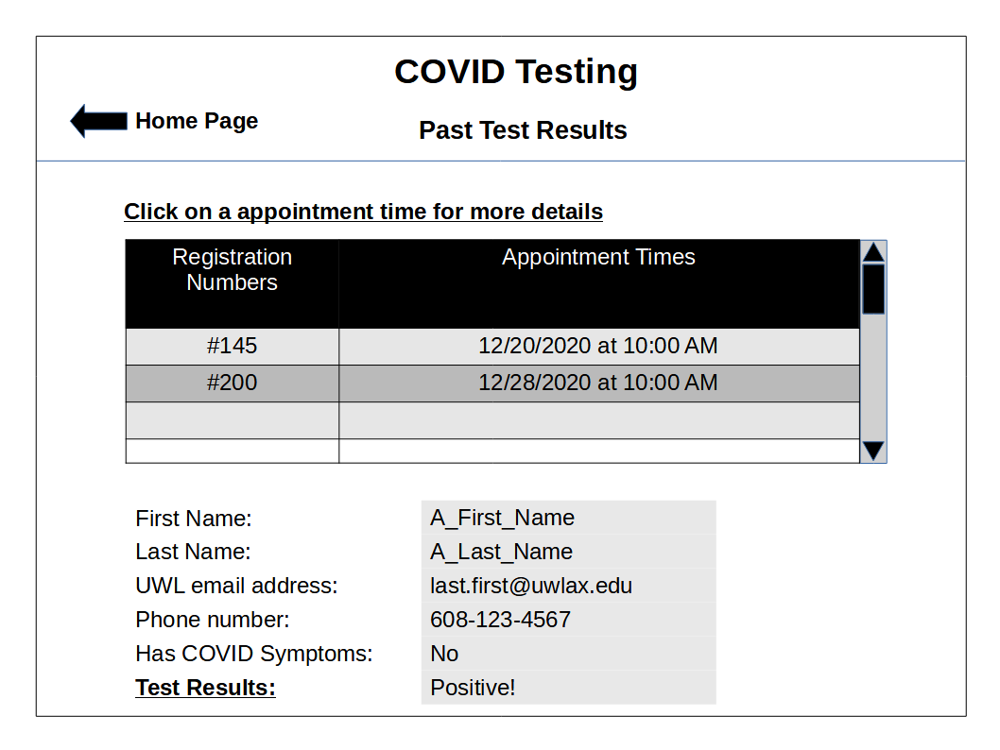 COVID Testing
Home Page
Past Test Results
Click on a appointment time for more details
Registration Numbers
Appointment Times
#145 12/20/2020 at 10:00 AM
#200 12/28/2020 at 10:00 AM
First Name: A_First_Name
Last Name: A_Last_Name
UWL email address: last.first@uwlax.edu
Phone number: 608-123-4567
Has COVID Symptoms: No
Test Results: Positive!